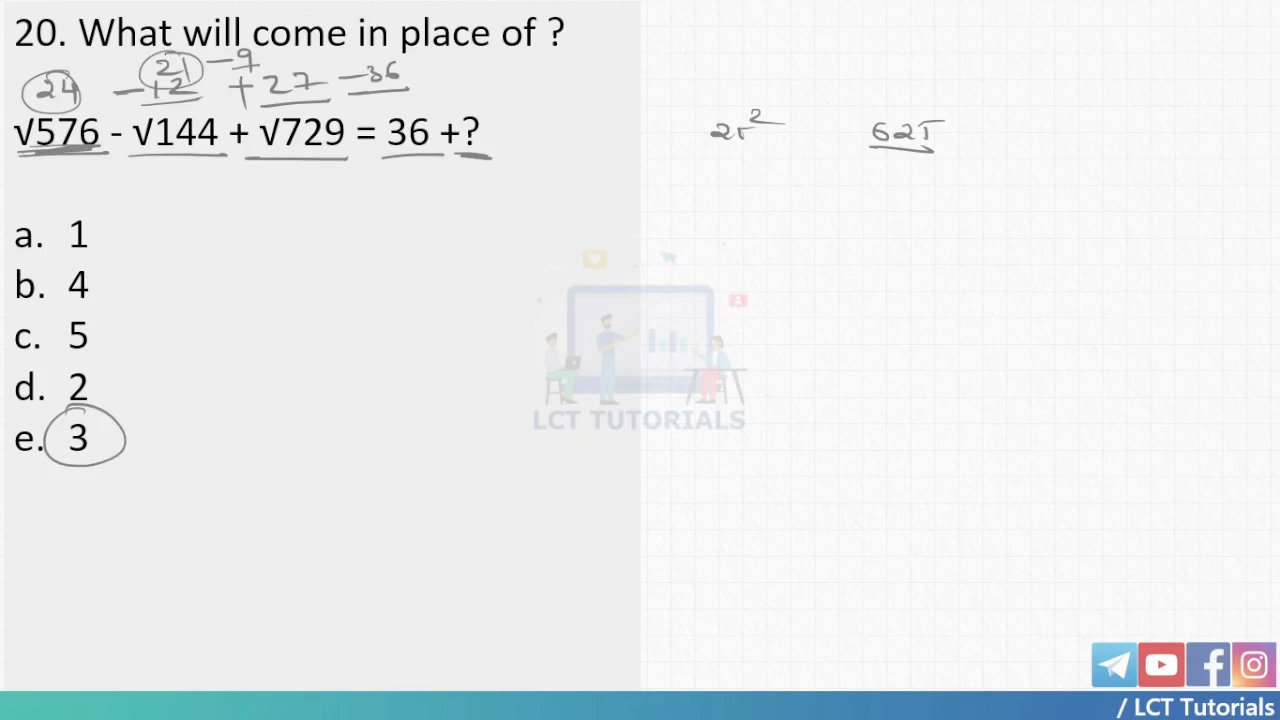 20. What will come in place of ?
21 -9
24 -12 +27 -36
√576 - √144 + √729 = 36 +?
25² 625
a. 1
b. 4
c. 5
d. 2
e. 3
LCT TUTORIALS
/ LCT Tutorials